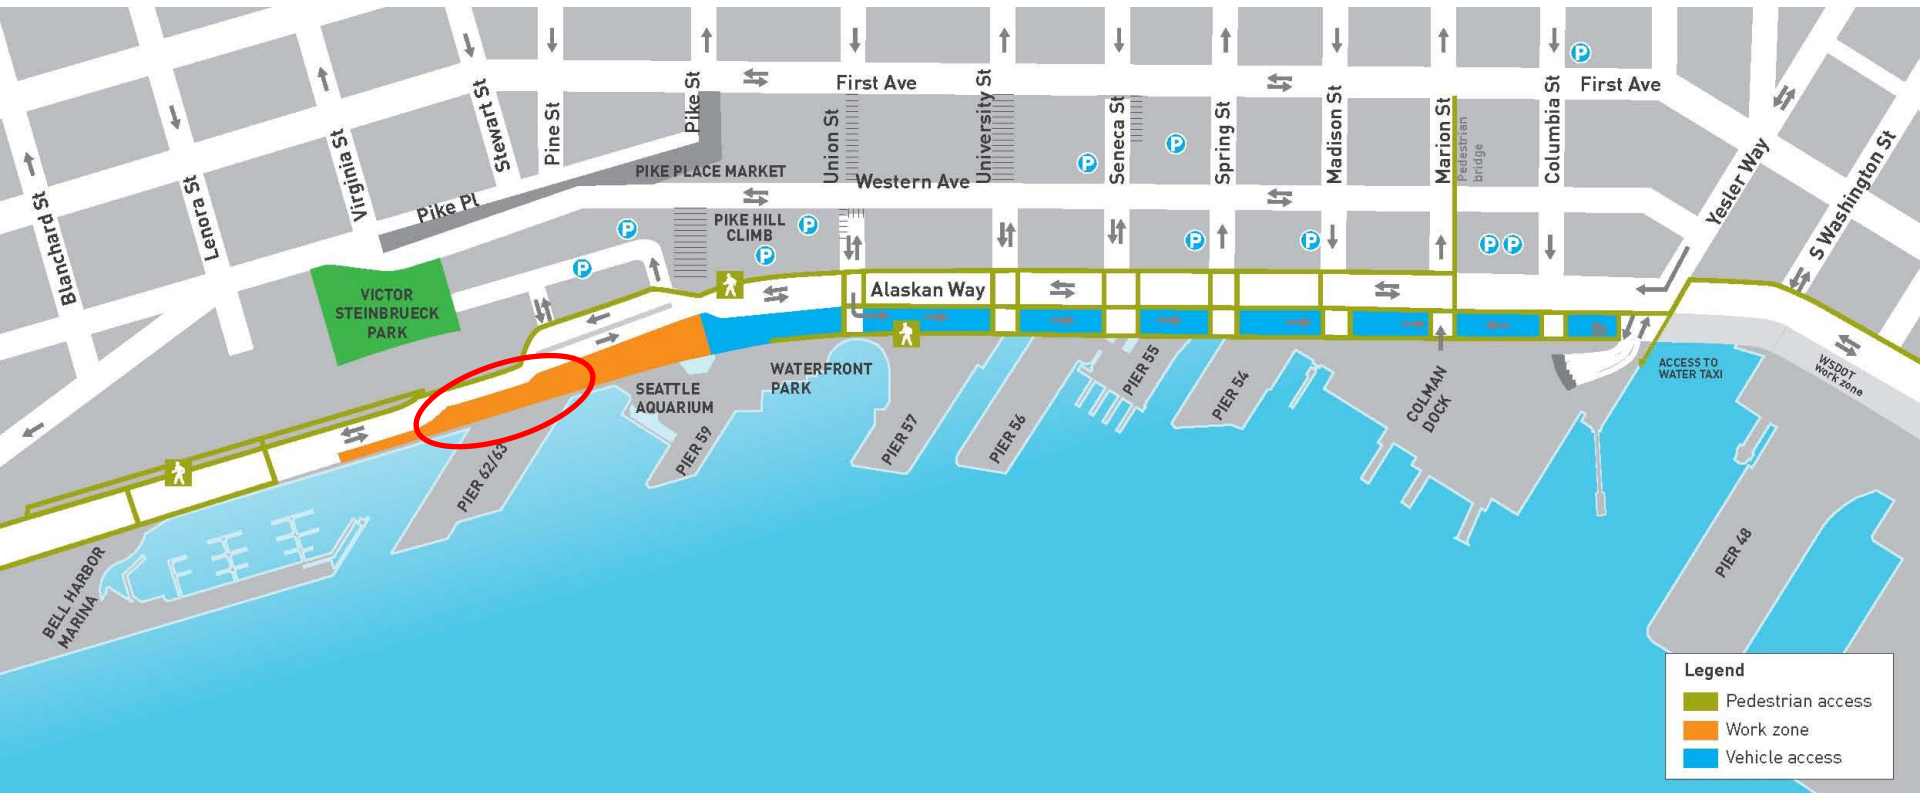 First Ave
First Ave
Pine St
Pike St
Union St
University St
Seneca St
Spring St
Madison St
Marion St
Pedestrian
bridge
Columbia St
Yesler Way
S Washington St
Stewart St
Virginia St
Lenora St
Blanchard St
Pike Pl
PIKE PLACE MARKET
Western Ave
PIKE HILL
CLIMB
P
P
P
P
P
P
P
P
P
P
P
VICTOR
STEINBRUECK
PARK
Alaskan Way
WATERFRONT
PARK
SEATTLE
AQUARIUM
PIER 62/63
PIER 59
PIER 57
PIER 56
PIER 55
PIER 54
COLMAN
DOCK
ACCESS TO
WATER TAXI
WSDOT
Work zone
PIER 48
BELL HARBOR
MARINA
Legend
Pedestrian access
Work zone
Vehicle access